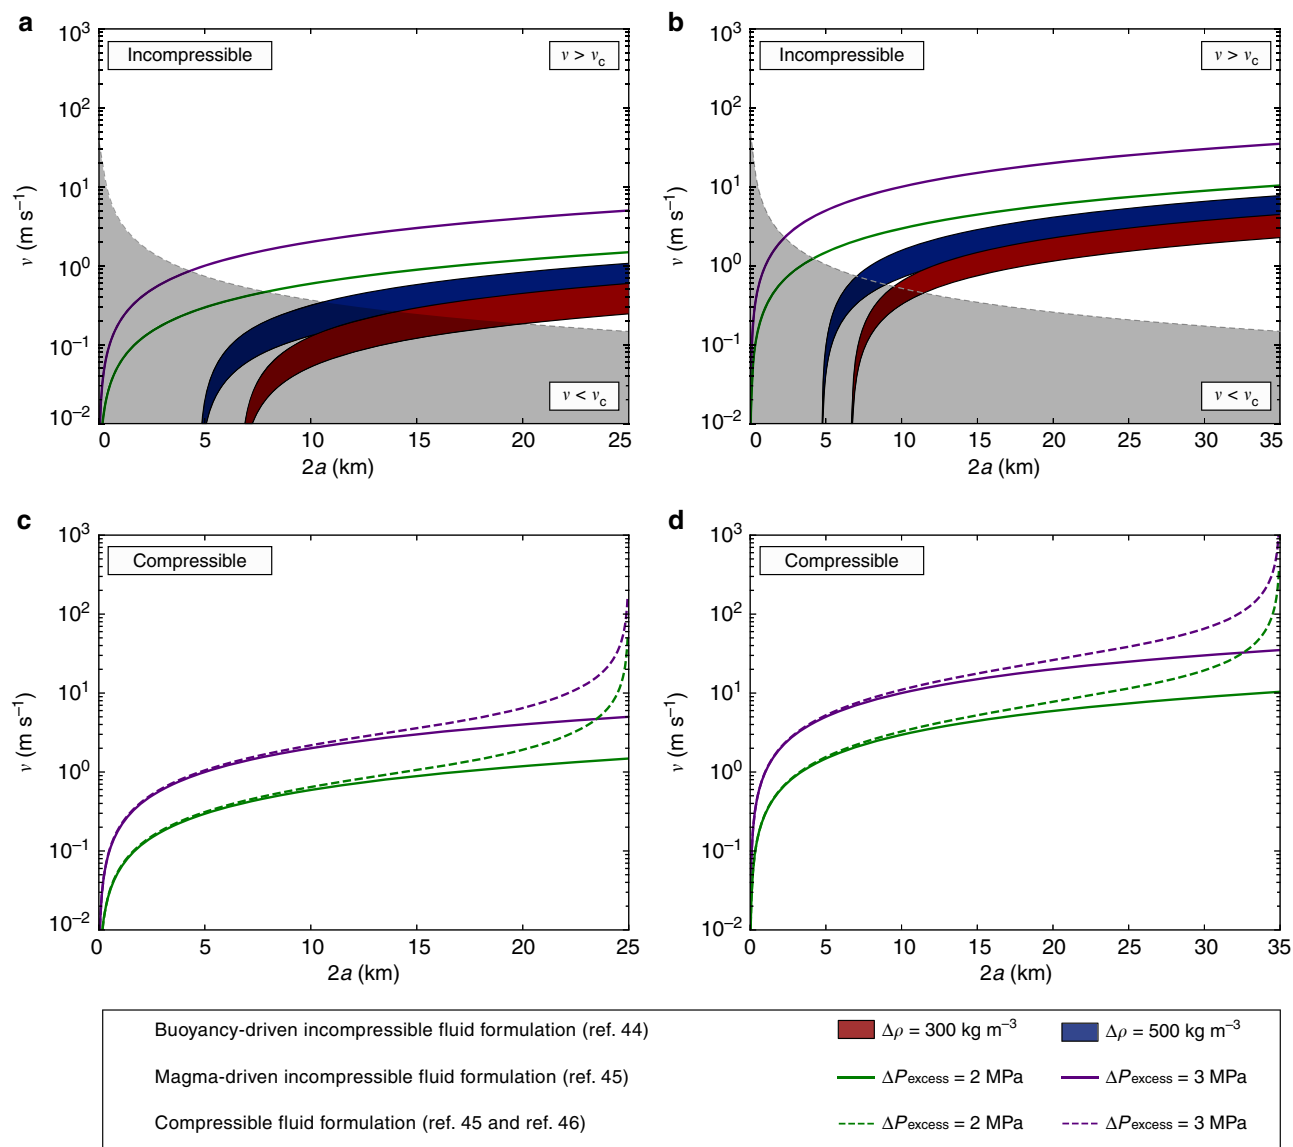 a
10³
10²
10¹
10⁰
10⁻¹
10⁻²
v (m s⁻¹)
Incompressible
v > v_c
v < v_c
0 5 10 15 20 25
2a (km)
b
10³
10²
10¹
10⁰
10⁻¹
10⁻²
v (m s⁻¹)
Incompressible
v > v_c
v < v_c
0 5 10 15 20 25 30 35
2a (km)
c
10³
10²
10¹
10⁰
10⁻¹
10⁻²
v (m s⁻¹)
Compressible
0 5 10 15 20 25
2a (km)
d
10³
10²
10¹
10⁰
10⁻¹
10⁻²
v (m s⁻¹)
Compressible
0 5 10 15 20 25 30 35
2a (km)
Buoyancy-driven incompressible fluid formulation (ref. 44) Δρ = 300 kg m⁻³ Δρ = 500 kg m⁻³
Magma-driven incompressible fluid formulation (ref. 45) ΔPexcess = 2 MPa ΔPexcess = 3 MPa
Compressible fluid formulation (ref. 45 and ref. 46) ΔPexcess = 2 MPa ΔPexcess = 3 MPa